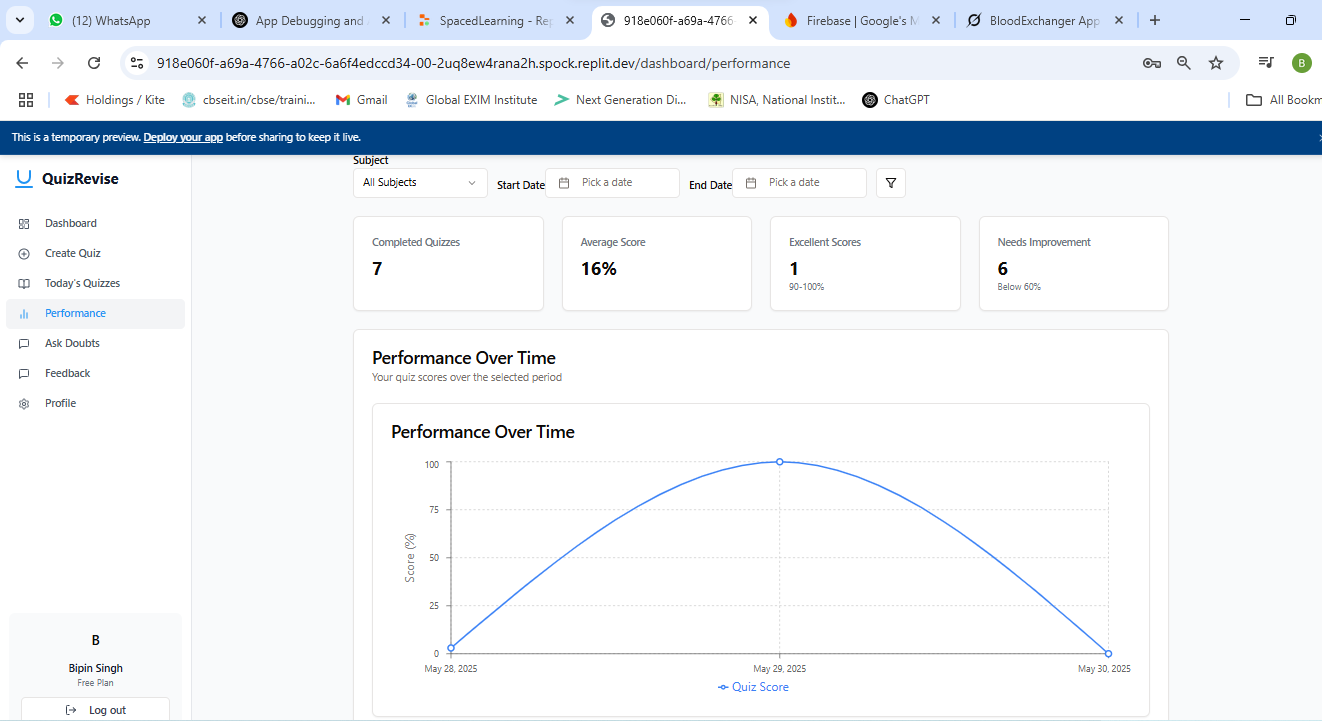 (12) WhatsApp
App Debugging and
SpacedLearning - Rep
918e060f-a69a-4766-
Firebase | Google's M
BloodExchanger App
918e060f-a69a-4766-a02c-6a6f4edccd34-00-2uq8ew4rana2h.spock.replit.dev/dashboard/performance
B
Holdings / Kite
cbseit.in/cbse/traini...
Gmail
Global EXIM Institute
Next Generation Di...
NISA, National Instit...
ChatGPT
All Bookm
This is a temporary preview. Deploy your app before sharing to keep it live.
QuizRevise
Dashboard
Create Quiz
Today's Quizzes
Performance
Ask Doubts
Feedback
Profile
B
Bipin Singh
Free Plan
Log out
Subject
All Subjects
Start Date
Pick a date
End Date
Pick a date
Completed Quizzes
7
Average Score
16%
Excellent Scores
1
90-100%
Needs Improvement
6
Below 60%
Performance Over Time
Your quiz scores over the selected period
Performance Over Time
Score (%)
100
75
50
25
0
May 28, 2025
May 29, 2025
May 30, 2025
Quiz Score